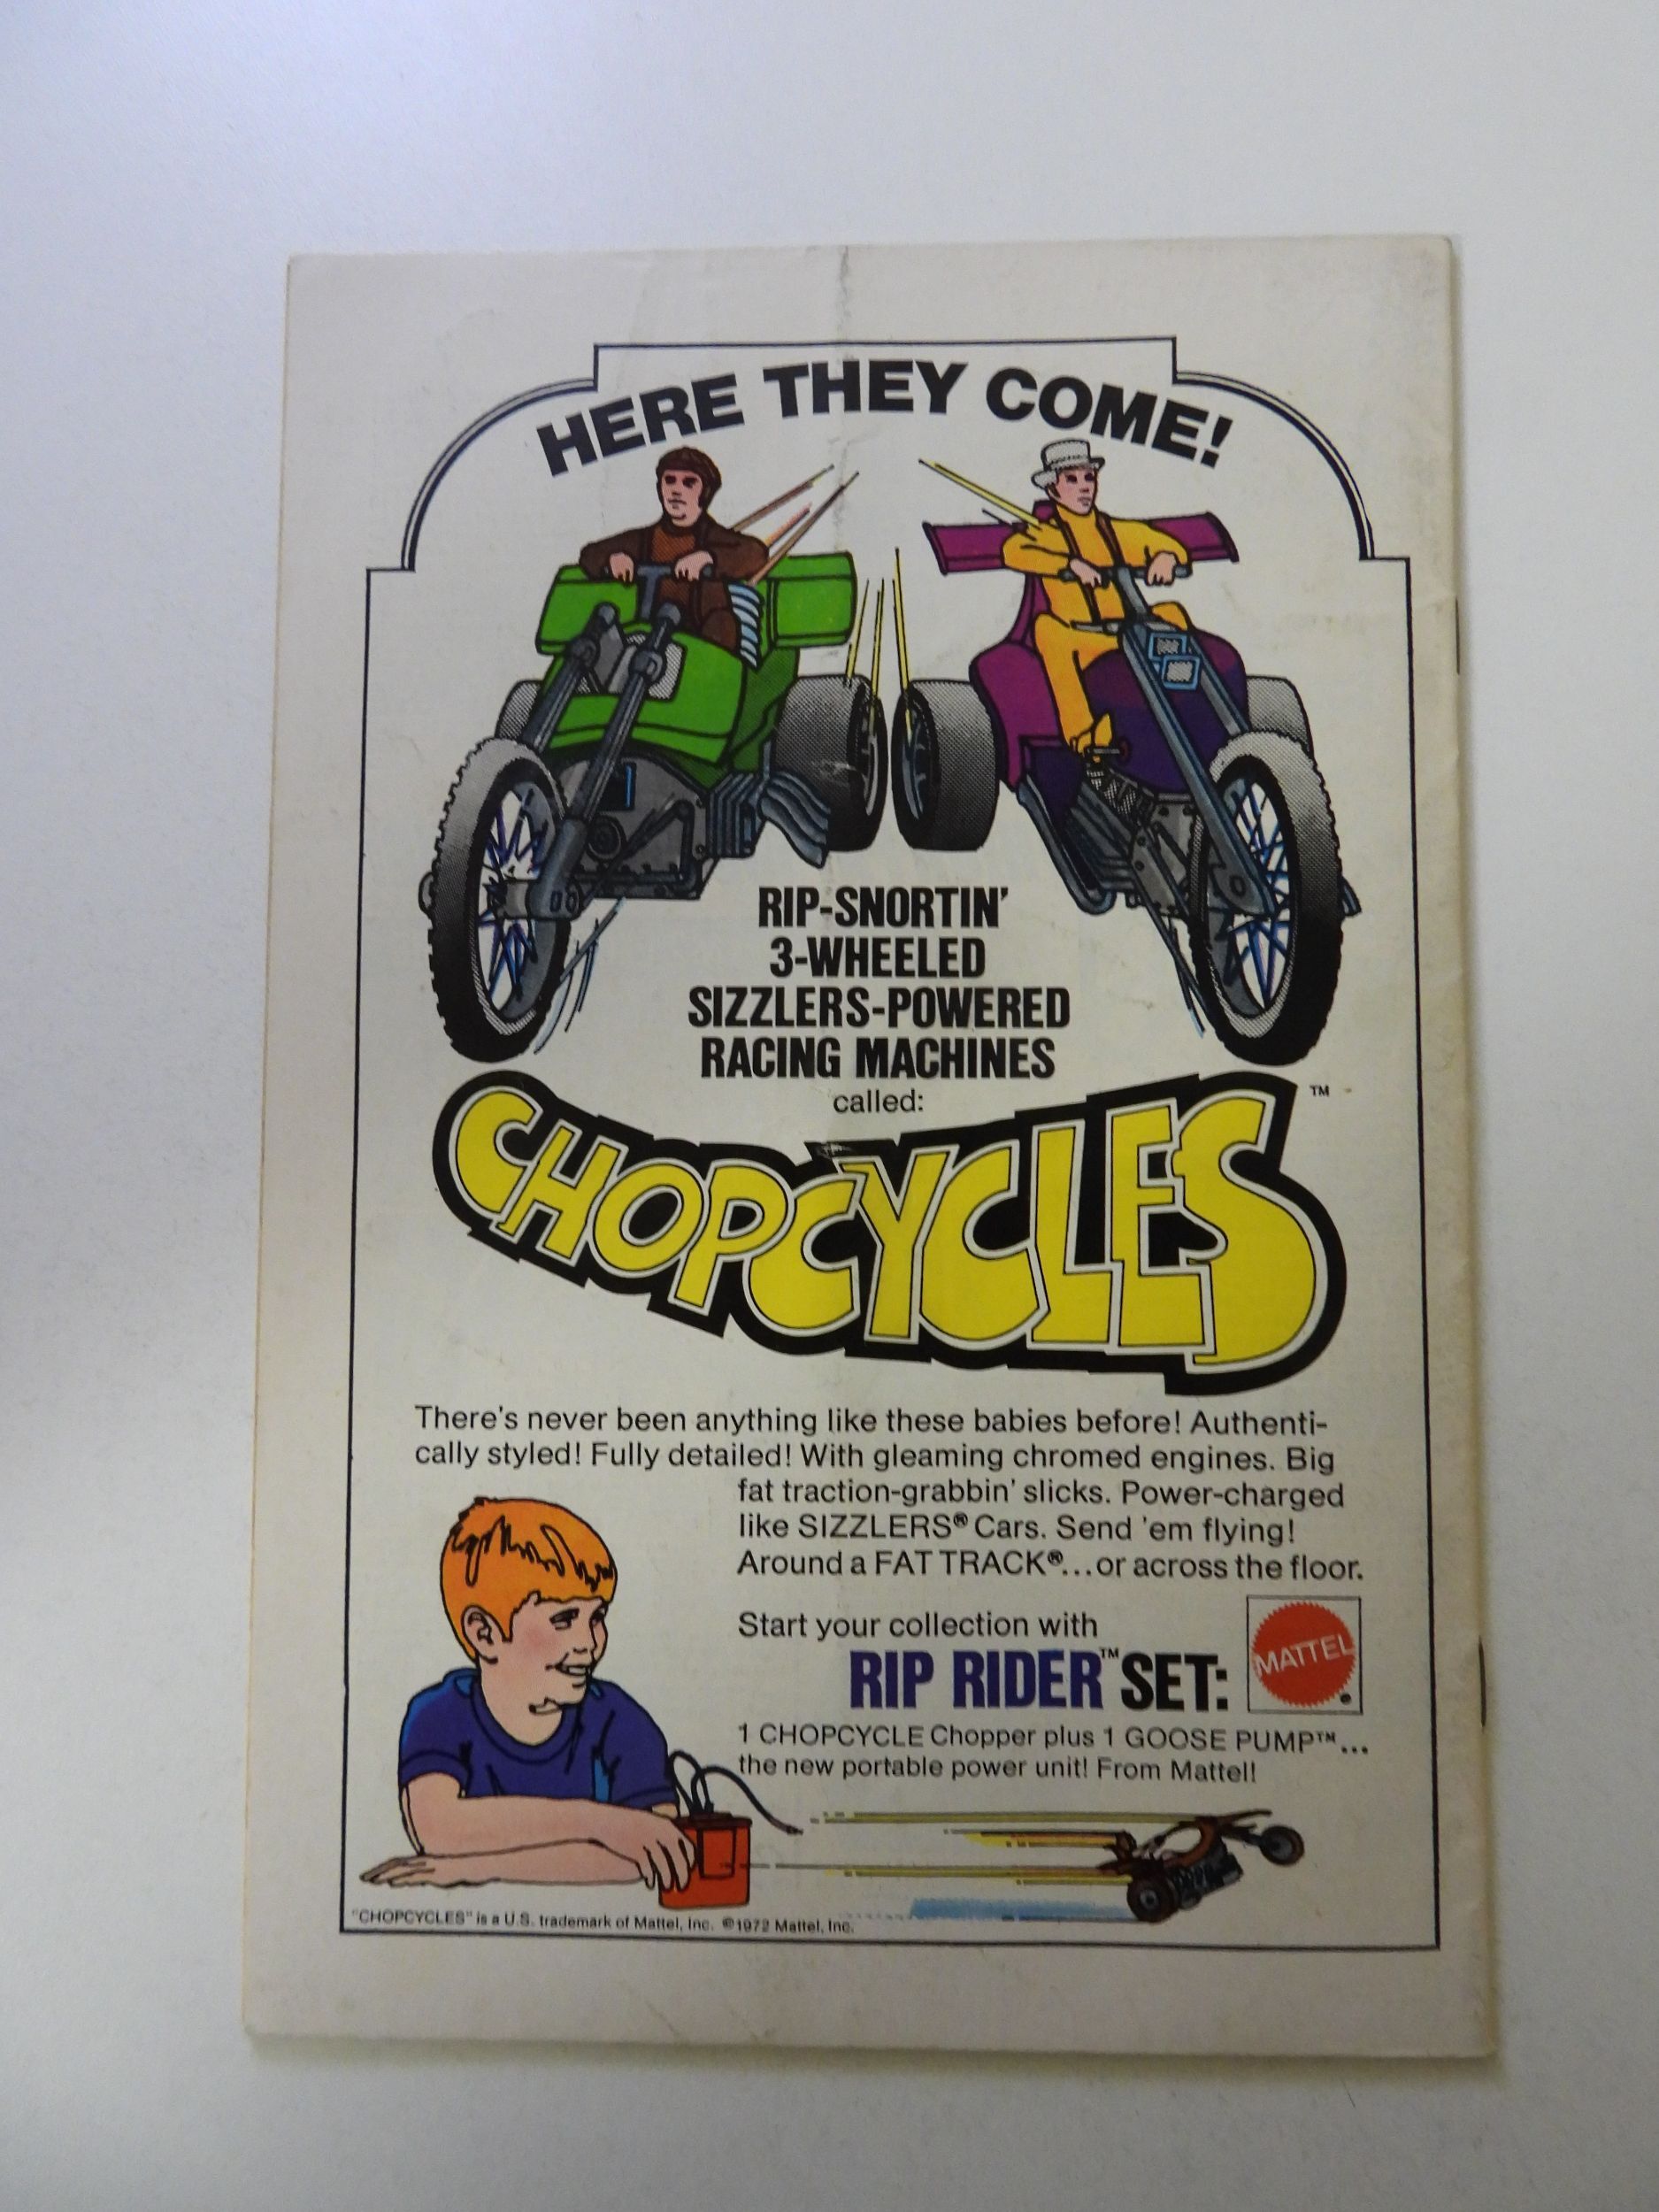 HERE THEY COME!
RIP-SNORTIN'
3-WHEELED
SIZZLERS-POWERED
RACING MACHINES
called:
CHOPCYCLES™
There's never been anything like these babies before! Authenti-
cally styled! Fully detailed! With gleaming chromed engines. Big
fat traction-grabbin' slicks. Power-charged
like SIZZLERS® Cars. Send 'em flying!
Around a FAT TRACK®...or across the floor.
Start your collection with
RIP RIDER™ SET:
MATTEL
1 CHOPCYCLE Chopper plus 1 GOOSE PUMP™...
the new portable power unit! From Mattel!
"CHOPCYCLES" is a U.S. trademark of Mattel, Inc. ©1972 Mattel, Inc.